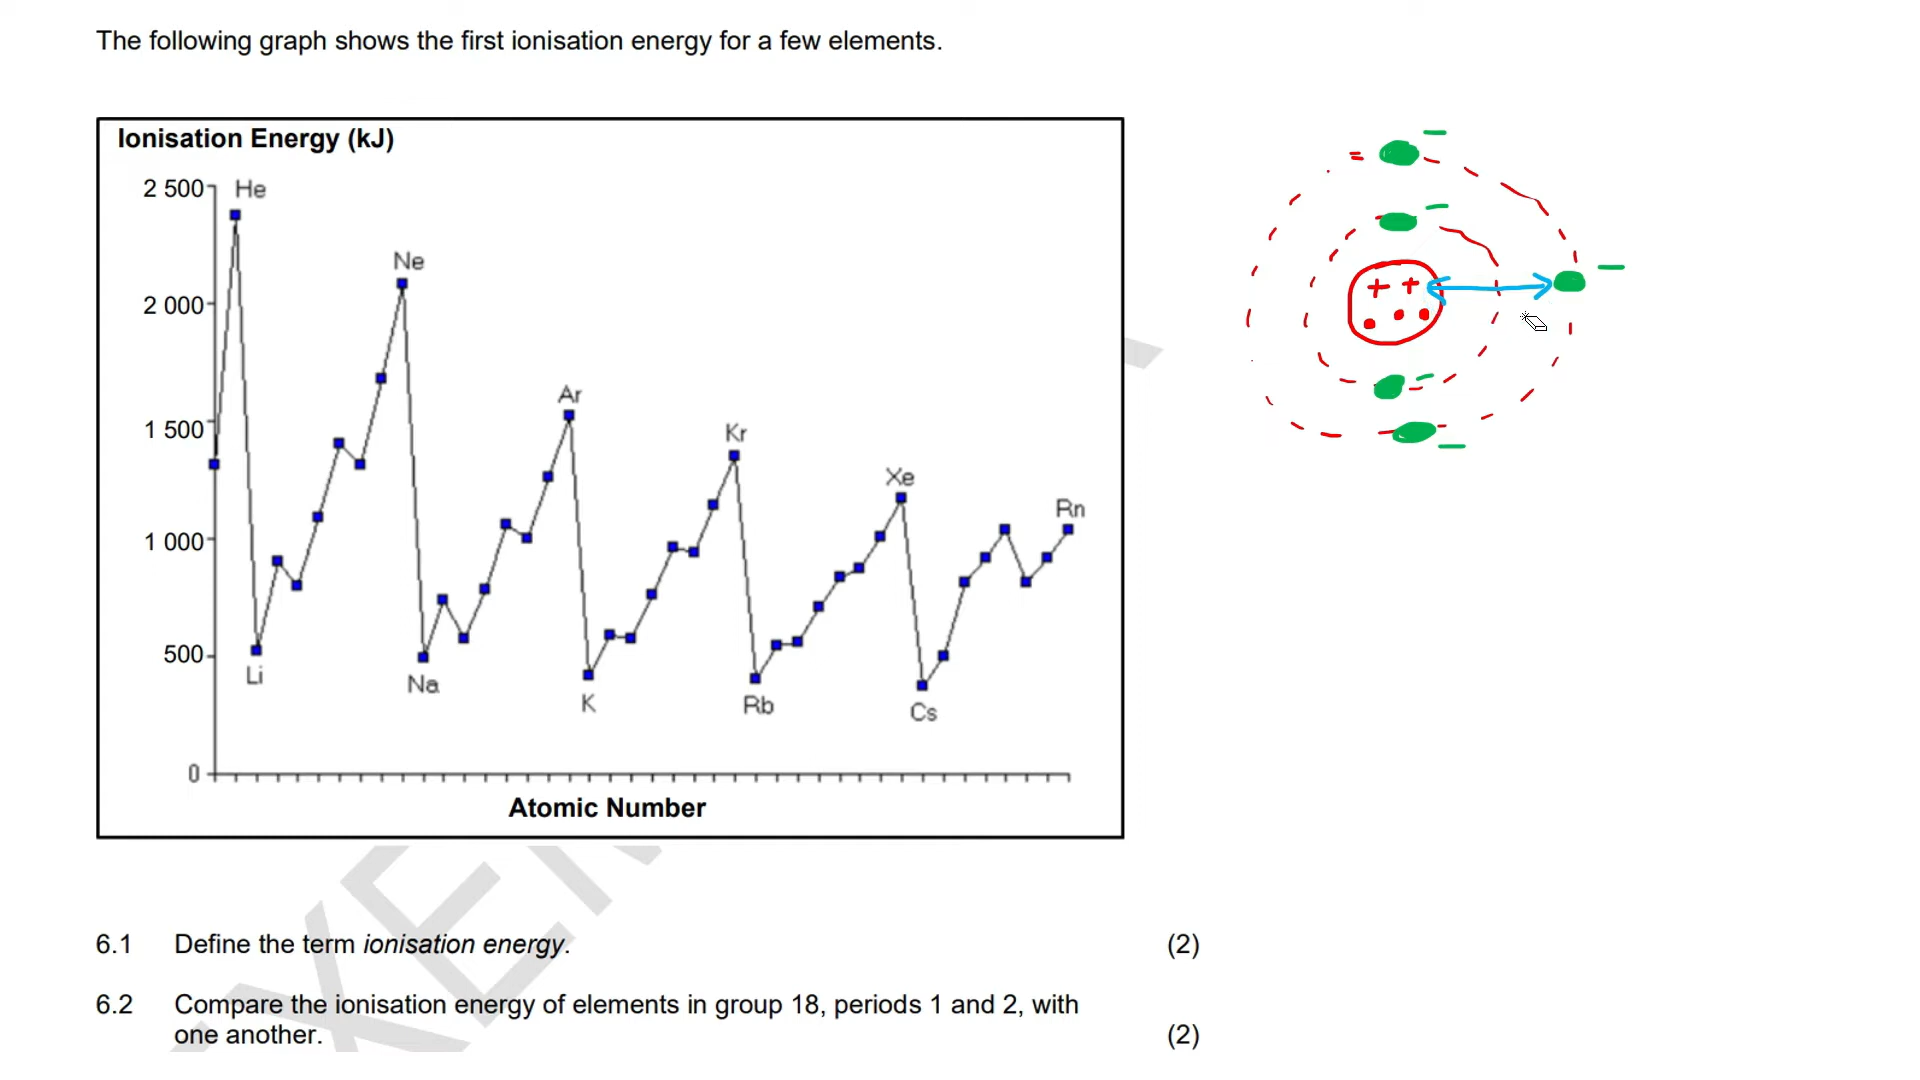 The following graph shows the first ionisation energy for a few elements.
Ionisation Energy (kJ)
2 500
He
Ne
2 000
Ar
1 500
Kr
Xe
Rn
1 000
500
Li
Na
K
Rb
Cs
0
Atomic Number
+ +
6.1 Define the term ionisation energy. (2)
6.2 Compare the ionisation energy of elements in group 18, periods 1 and 2, with
one another. (2)